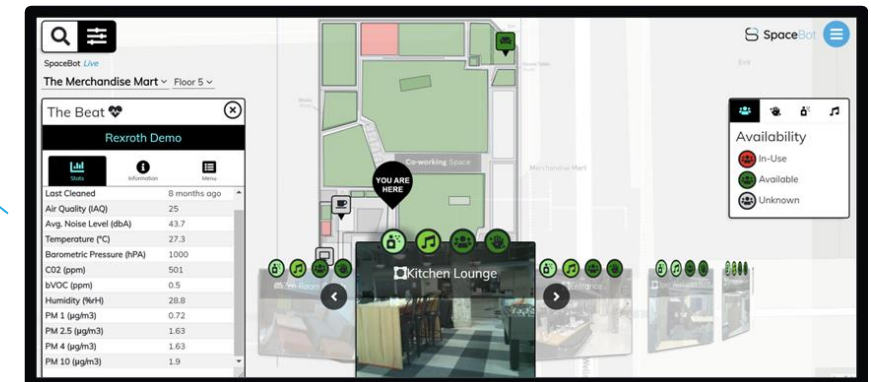 SpaceBot
SpaceBot Live
The Merchandise Mart
Floor 5
The Beat
Rexroth Demo
Stats
Information
Menu
Last Cleaned 8 months ago
Air Quality (IAQ) 25
Avg. Noise Level (dbA) 43.7
Temperature (°C) 27.3
Barometric Pressure (hPA) 1000
C02 (ppm) 501
bVOC (ppm) 0.5
Humidity (%rH) 28.8
PM 1 (µg/m3) 0.72
PM 2.5 (µg/m3) 1.63
PM 4 (µg/m3) 1.63
PM 10 (µg/m3) 1.9
Co-working Space
Merchandise Mart
YOU ARE
HERE
Kitchen Lounge
Entrance
Exit
Availability
In-Use
Available
Unknown